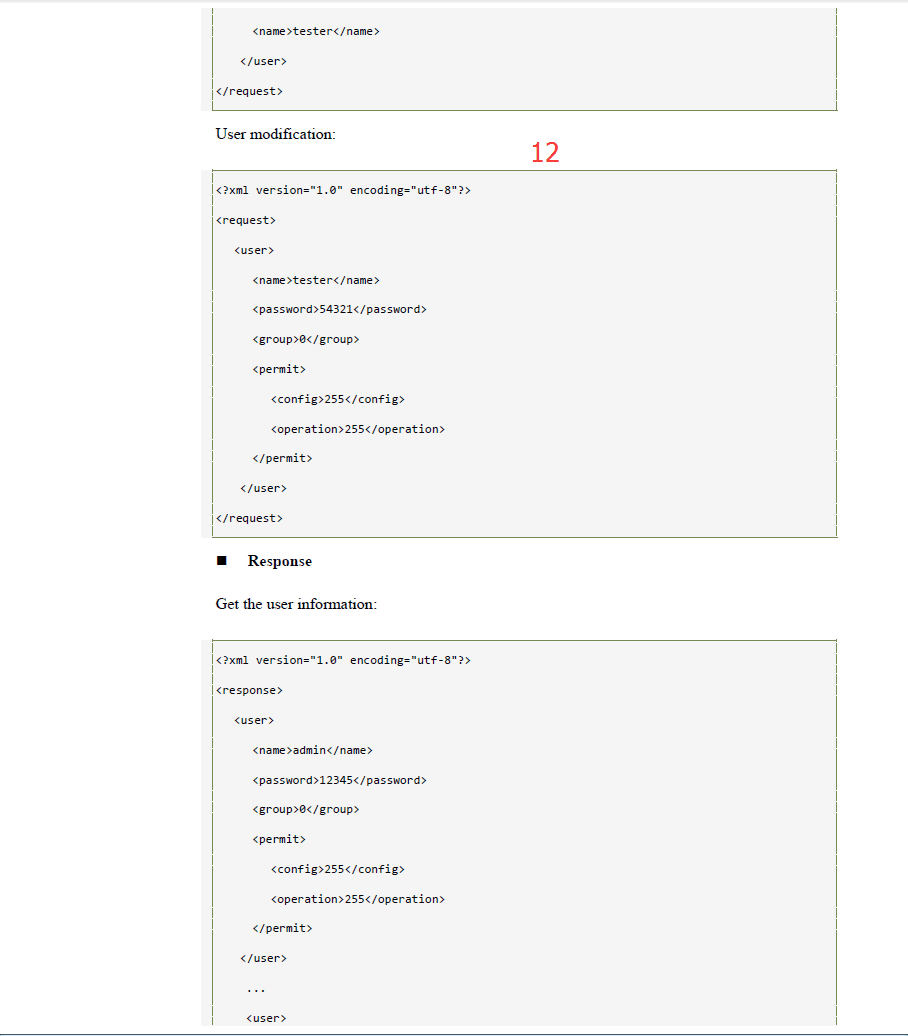 <name>tester</name>
</user>
</request>
User modification:
12
<?xml version="1.0" encoding="utf-8"?>
<request>
<user>
<name>tester</name>
<password>54321</password>
<group>0</group>
<permit>
<config>255</config>
<operation>255</operation>
</permit>
</user>
</request>
■ Response
Get the user information:
<?xml version="1.0" encoding="utf-8"?>
<response>
<user>
<name>admin</name>
<password>12345</password>
<group>0</group>
<permit>
<config>255</config>
<operation>255</operation>
</permit>
</user>
...
<user>